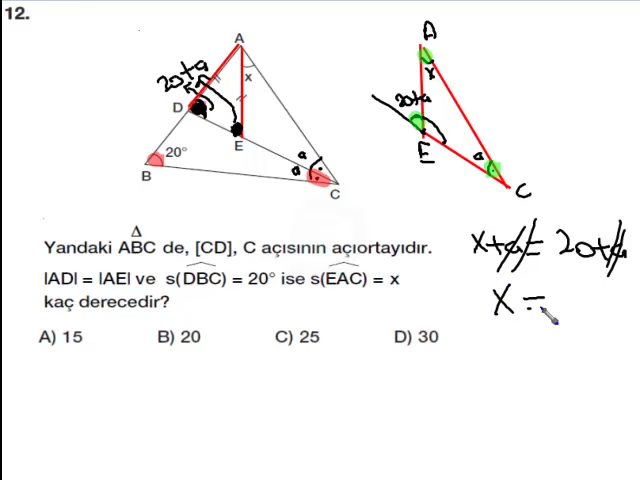 12.
A
x
20+a
D
E
20°
B
a
a
C
A
x
20+a
E
a
C
x+a = 20+a
x =
Yandaki ABC de, [CD], C açısının açıortayıdır.
|AD| = |AE| ve s(DBC) = 20° ise s(EAC) = x
kaç derecedir?
A) 15 B) 20 C) 25 D) 30